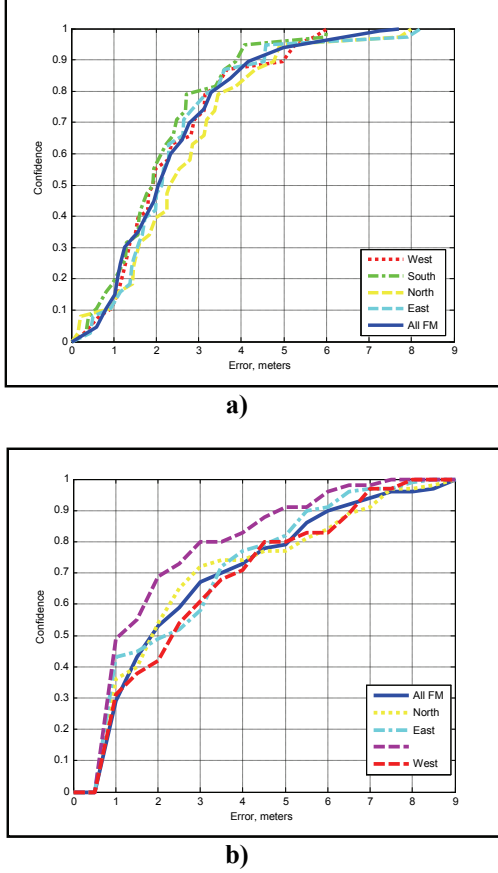 1
0.9
0.8
0.7
0.6
0.5
0.4
0.3
0.2
0.1
0
Confidence
West
South
North
East
All FM
0 1 2 3 4 5 6 7 8 9
Error, meters
a)
1
0.9
0.8
0.7
0.6
0.5
0.4
0.3
0.2
0.1
0
Confidence
All FM
North
East
West
0 1 2 3 4 5 6 7 8 9
Error, meters
b)